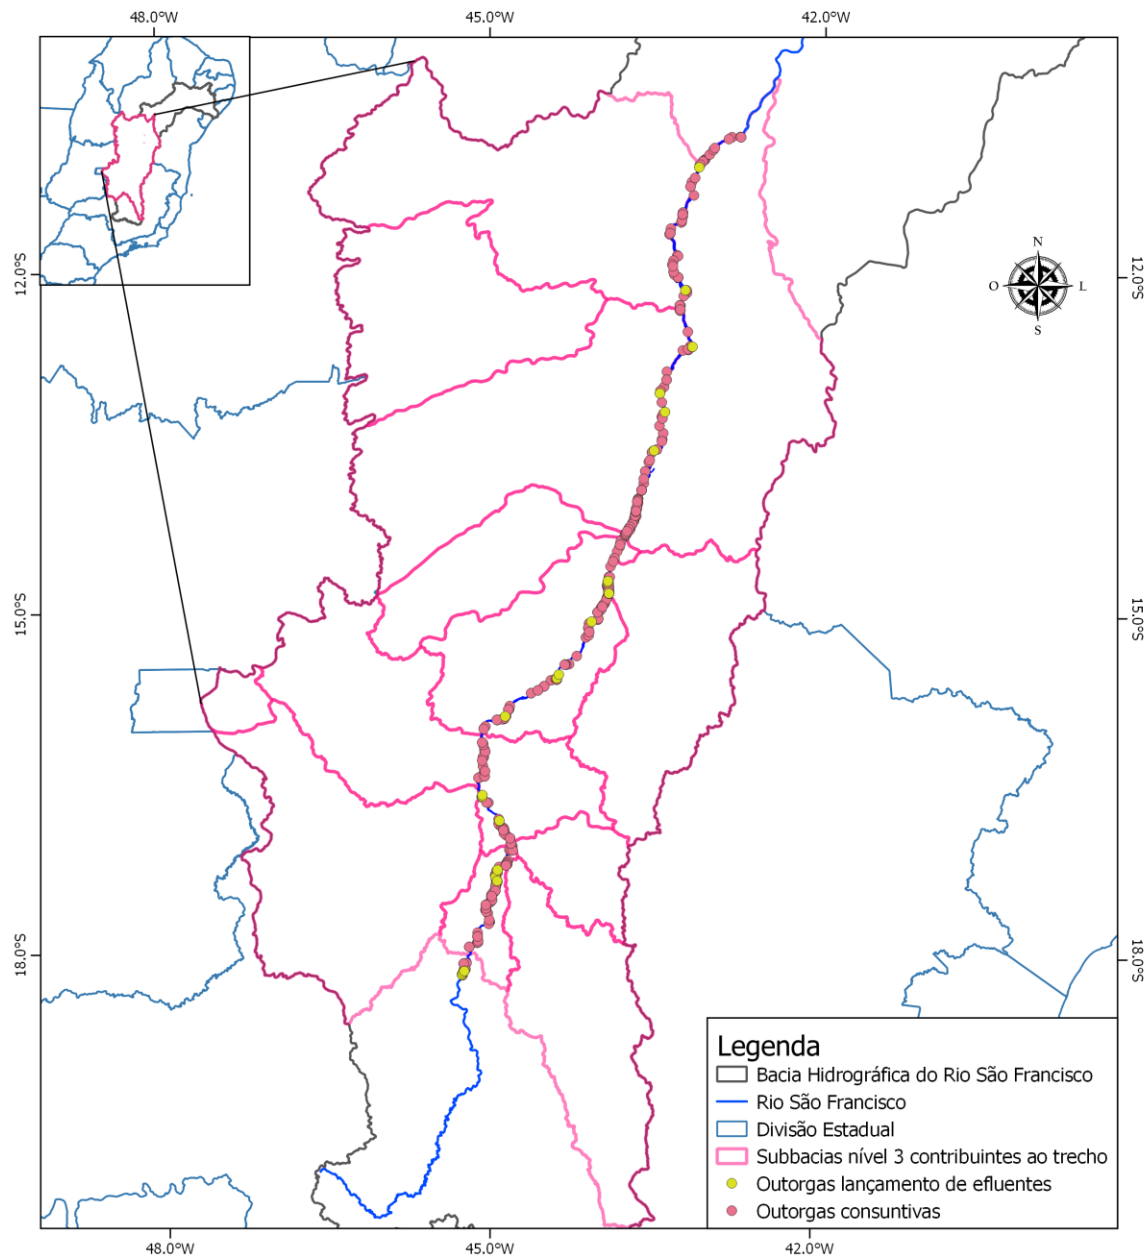 48.0°W 45.0°W 42.0°W
12.0°S 12.0°S
N
O L
S
15.0°S 15.0°S
18.0°S 18.0°S
Legenda
Bacia Hidrográfica do Rio São Francisco
Rio São Francisco
Divisão Estadual
Subbacias nível 3 contribuintes ao trecho
Outorgas lançamento de efluentes
Outorgas consuntivas
48.0°W 45.0°W 42.0°W